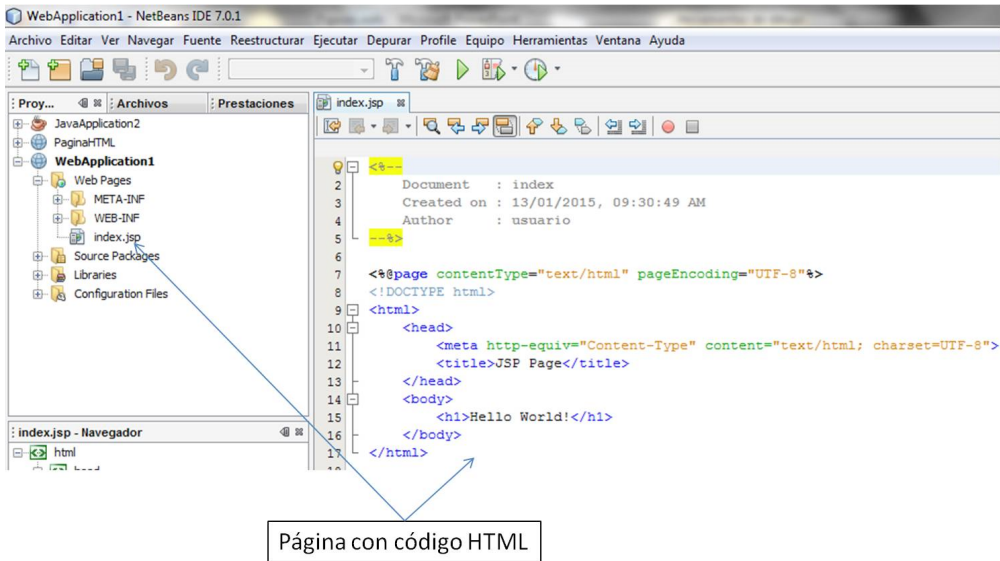 WebApplication1 - NetBeans IDE 7.0.1
Archivo Editar Ver Navegar Fuente Reestructurar Ejecutar Depurar Profile Equipo Herramientas Ventana Ayuda
Proy... Archivos Prestaciones
JavaApplication2
PaginaHTML
WebApplication1
Web Pages
META-INF
WEB-INF
index.jsp
Source Packages
Libraries
Configuration Files
index.jsp - Navegador
html
head
index.jsp
<%--
2 Document : index
3 Created on : 13/01/2015, 09:30:49 AM
4 Author : usuario
5 --%>
6
7 <%@page contentType="text/html" pageEncoding="UTF-8"%>
8 <!DOCTYPE html>
9 <html>
10 <head>
11 <meta http-equiv="Content-Type" content="text/html; charset=UTF-8">
12 <title>JSP Page</title>
13 </head>
14 <body>
15 <h1>Hello World!</h1>
16 </body>
17 </html>
Página con código HTML